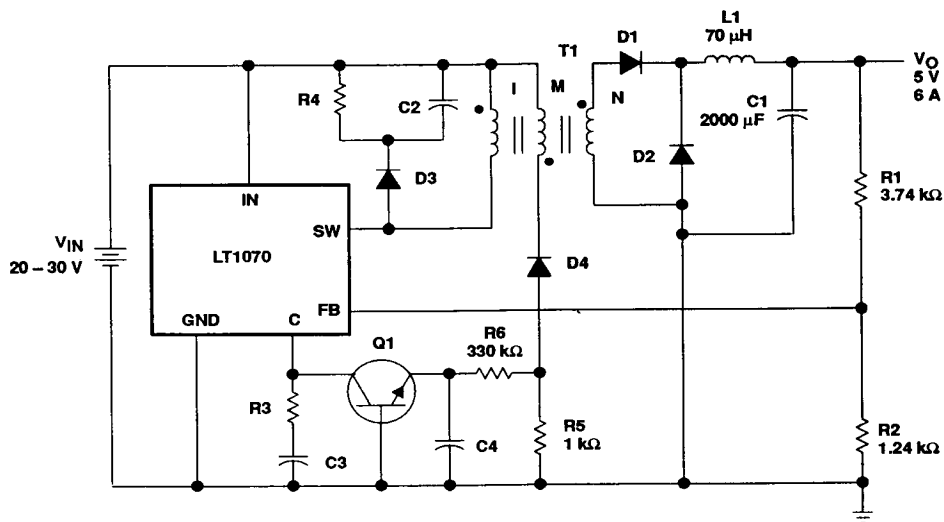 L1
70 µH
T1
D1
VO
5 V
6 A
I
M
N
R4
C2
C1
2000 µF
D2
D3
R1
3.74 kΩ
IN
SW
VIN
20 – 30 V
LT1070
D4
FB
GND
C
R6
330 kΩ
Q1
R3
R5
1 kΩ
R2
1.24 kΩ
C4
C3